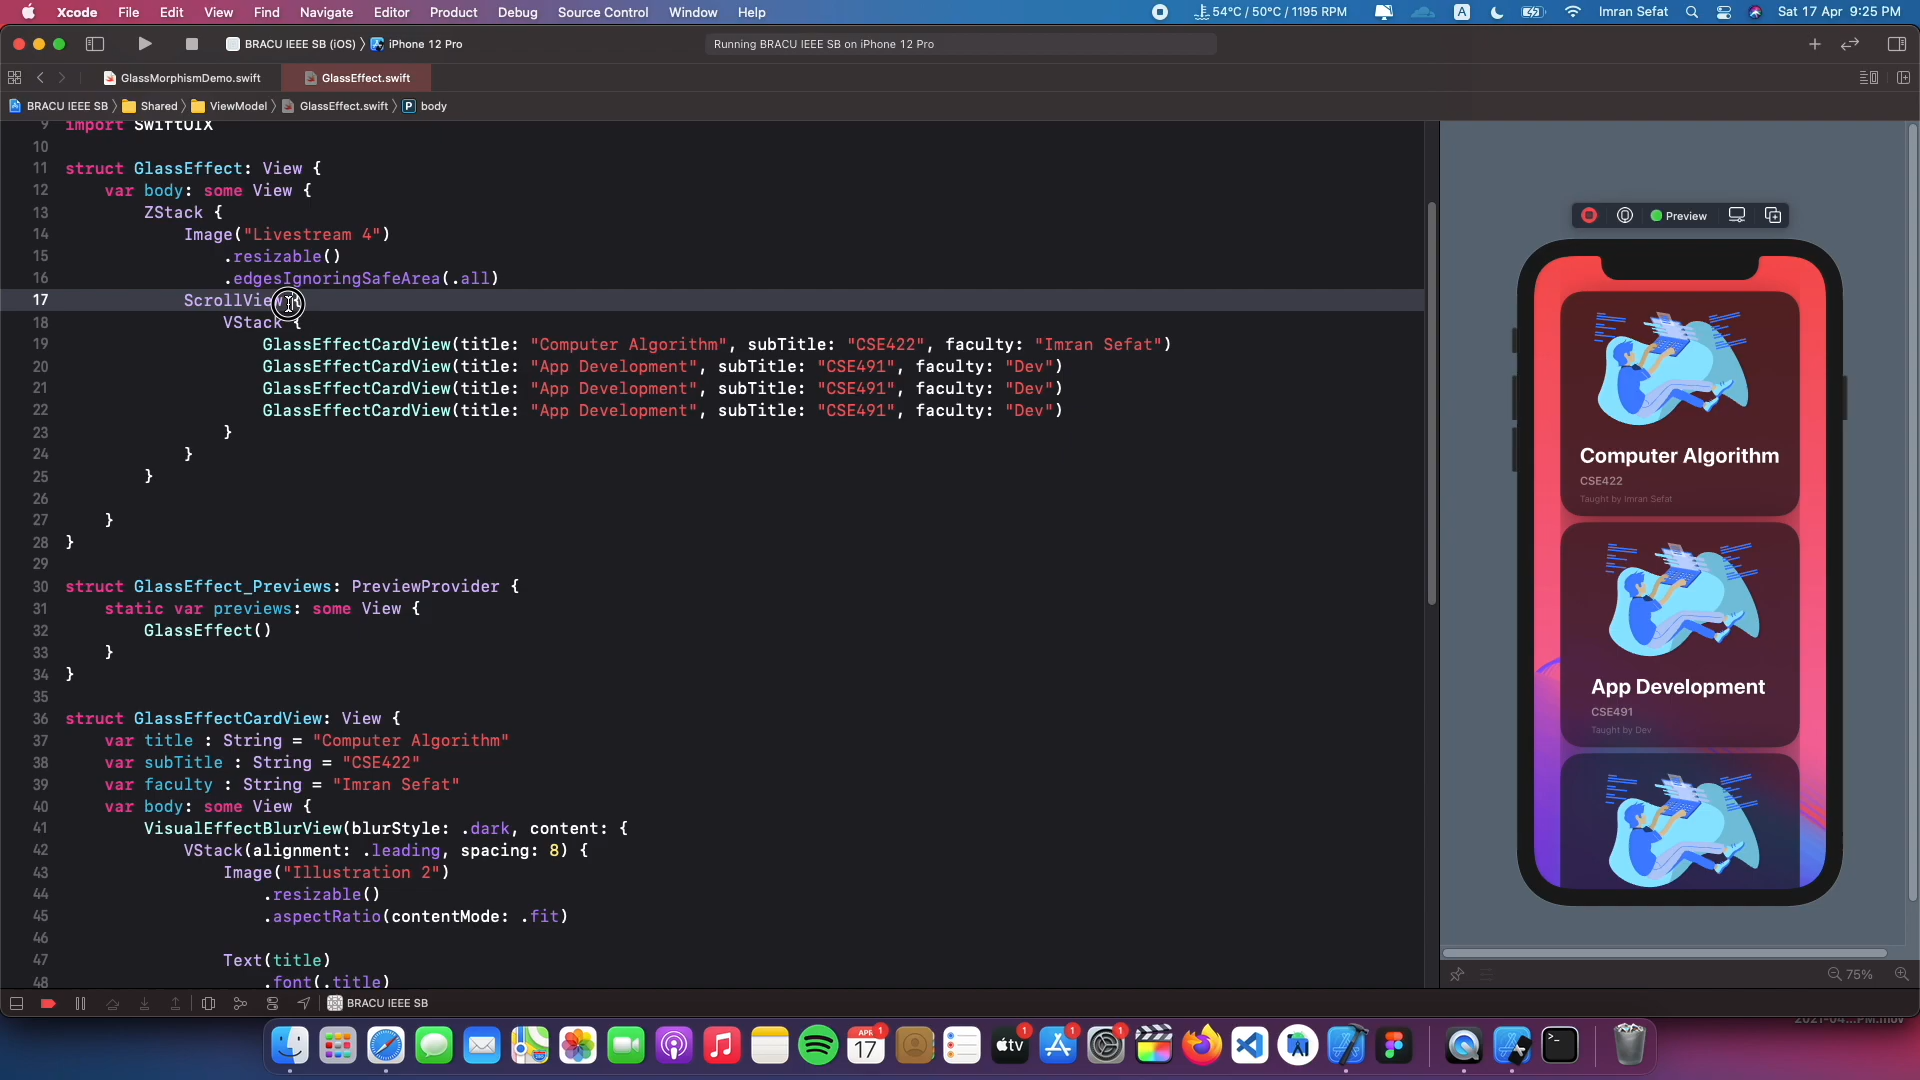 Xcode File Edit View Find Navigate Editor Product Debug Source Control Window Help 54°C / 50°C / 1195 RPM A Imran Sefat Sat 17 Apr 9:25 PM
BRACU IEEE SB (iOS) iPhone 12 Pro Running BRACU IEEE SB on iPhone 12 Pro
GlassMorphismDemo.swift GlassEffect.swift
BRACU IEEE SB Shared ViewModel GlassEffect.swift P body
9 import SwiftUIX
10
11 struct GlassEffect: View {
12 var body: some View {
13 ZStack {
14 Image("Livestream 4")
15 .resizable()
16 .edgesIgnoringSafeArea(.all)
17 ScrollView {
18 VStack {
19 GlassEffectCardView(title: "Computer Algorithm", subTitle: "CSE422", faculty: "Imran Sefat")
20 GlassEffectCardView(title: "App Development", subTitle: "CSE491", faculty: "Dev")
21 GlassEffectCardView(title: "App Development", subTitle: "CSE491", faculty: "Dev")
22 GlassEffectCardView(title: "App Development", subTitle: "CSE491", faculty: "Dev")
23 }
24 }
25 }
26
27 }
28 }
29
30 struct GlassEffect_Previews: PreviewProvider {
31 static var previews: some View {
32 GlassEffect()
33 }
34 }
35
36 struct GlassEffectCardView: View {
37 var title : String = "Computer Algorithm"
38 var subTitle : String = "CSE422"
39 var faculty : String = "Imran Sefat"
40 var body: some View {
41 VisualEffectBlurView(blurStyle: .dark, content: {
42 VStack(alignment: .leading, spacing: 8) {
43 Image("Illustration 2")
44 .resizable()
45 .aspectRatio(contentMode: .fit)
46
47 Text(title)
48 .font(.title)
Preview
Computer Algorithm
CSE422
Taught by Imran Sefat
App Development
CSE491
Taught by Dev
75%
BRACU IEEE SB
APR
17
1
tv
1
1
1